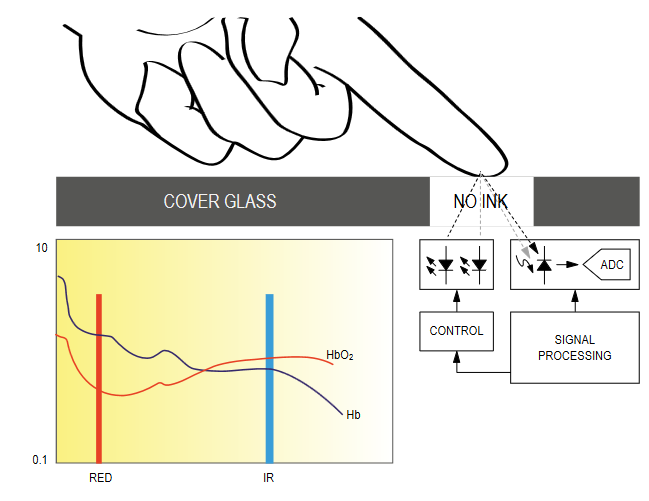 COVER GLASS
NO INK
10
ADC
CONTROL
SIGNAL
PROCESSING
HbO₂
Hb
0.1
RED
IR